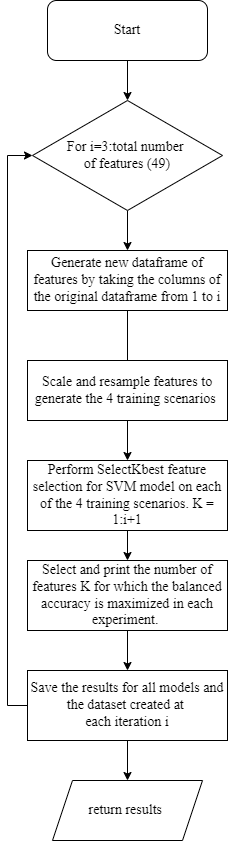 Start
For i=3:total number
of features (49)
Generate new dataframe of
features by taking the columns of
the original dataframe from 1 to i
Scale and resample features to
generate the 4 training scenarios
Perform SelectKbest feature
selection for SVM model on each
of the 4 training scenarios. K =
1:i+1
Select and print the number of
features K for which the balanced
accuracy is maximized in each
experiment.
Save the results for all models and
the dataset created at
each iteration i
return results